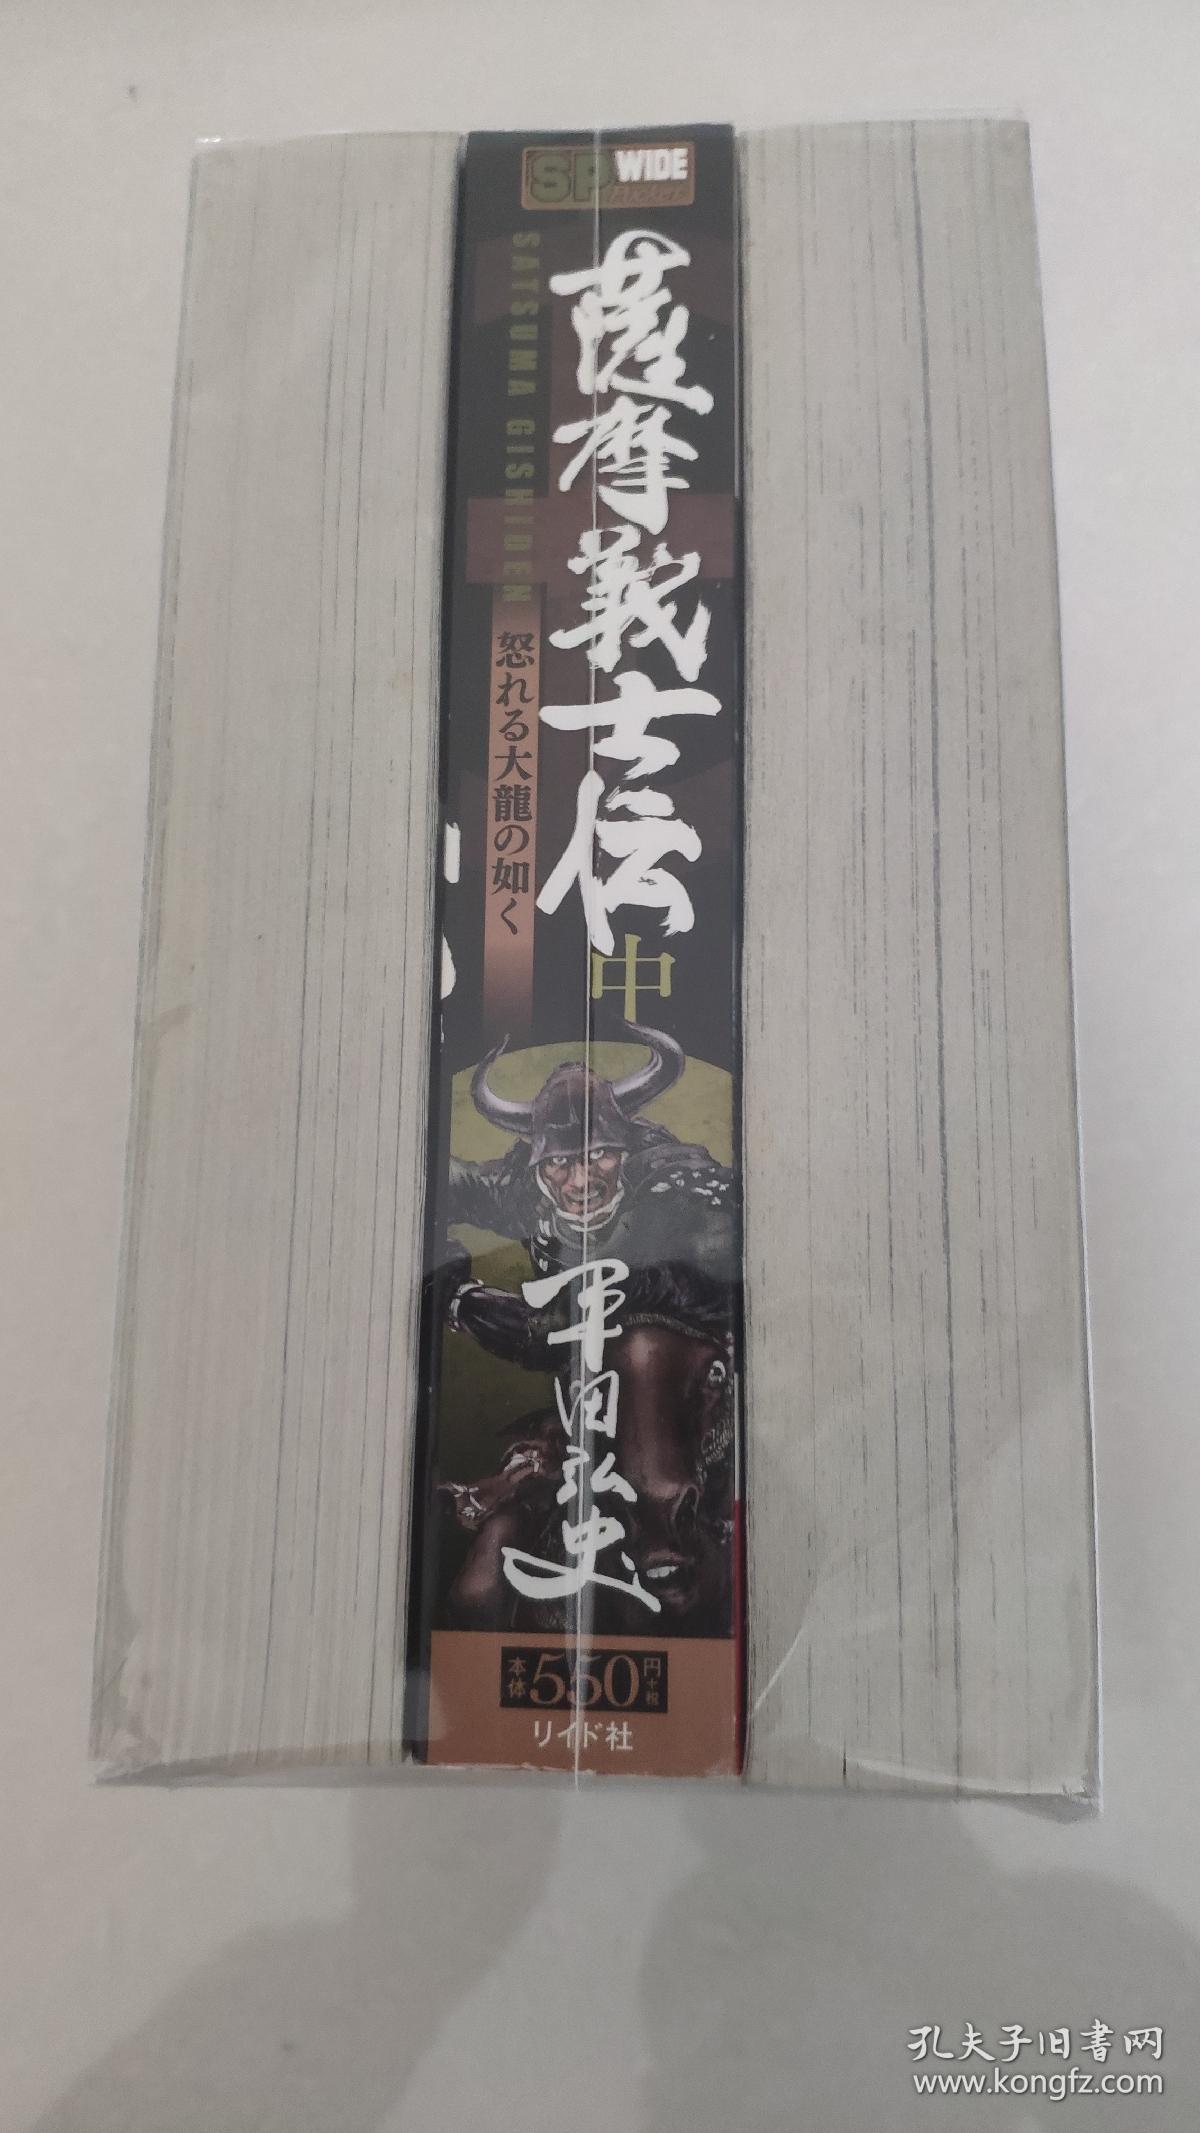 SP WIDE Pocket
SATSUMA GISHIDEN
薩摩義士伝
中
怒れる大龍の如く
平田弘史
本体550円+税
リイド社
孔夫子旧书网
www.kongfz.com